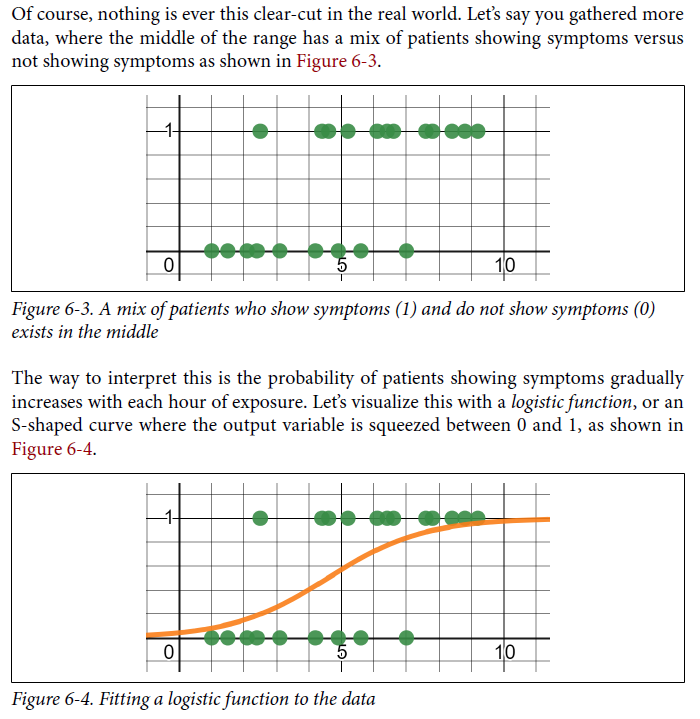 Of course, nothing is ever this clear-cut in the real world. Let's say you gathered more
data, where the middle of the range has a mix of patients showing symptoms versus
not showing symptoms as shown in Figure 6-3.
1
0 5 10
Figure 6-3. A mix of patients who show symptoms (1) and do not show symptoms (0)
exists in the middle
The way to interpret this is the probability of patients showing symptoms gradually
increases with each hour of exposure. Let's visualize this with a logistic function, or an
S-shaped curve where the output variable is squeezed between 0 and 1, as shown in
Figure 6-4.
1
0 5 10
Figure 6-4. Fitting a logistic function to the data